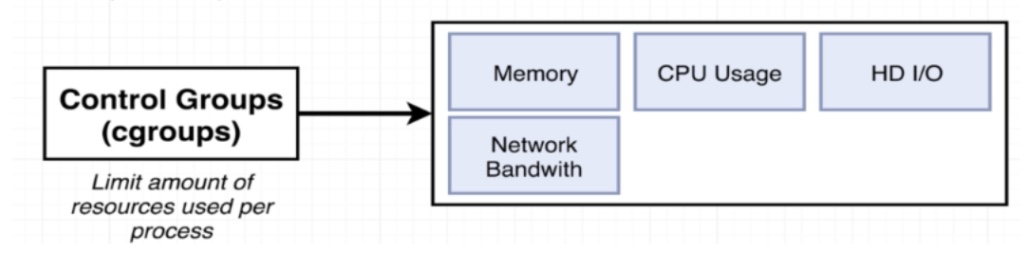 Control Groups
(cgroups)
Limit amount of
resources used per
process
Memory
CPU Usage
HD I/O
Network
Bandwith